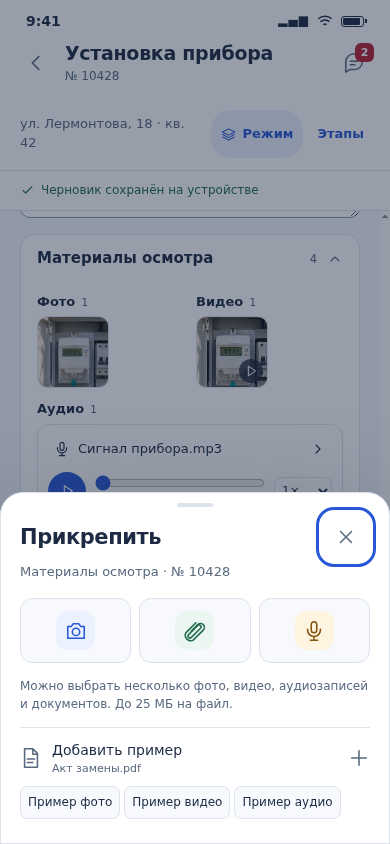 9:41
Установка прибора
№ 10428
2
ул. Лермонтова, 18 · кв. 42
Режим
Этапы
Черновик сохранён на устройстве
Материалы осмотра
4
Фото 1
Видео 1
Аудио 1
Сигнал прибора.mp3
1×
Прикрепить
Материалы осмотра · № 10428
Можно выбрать несколько фото, видео, аудиозаписей
и документов. До 25 МБ на файл.
Добавить пример
Акт замены.pdf
Пример фото
Пример видео
Пример аудио